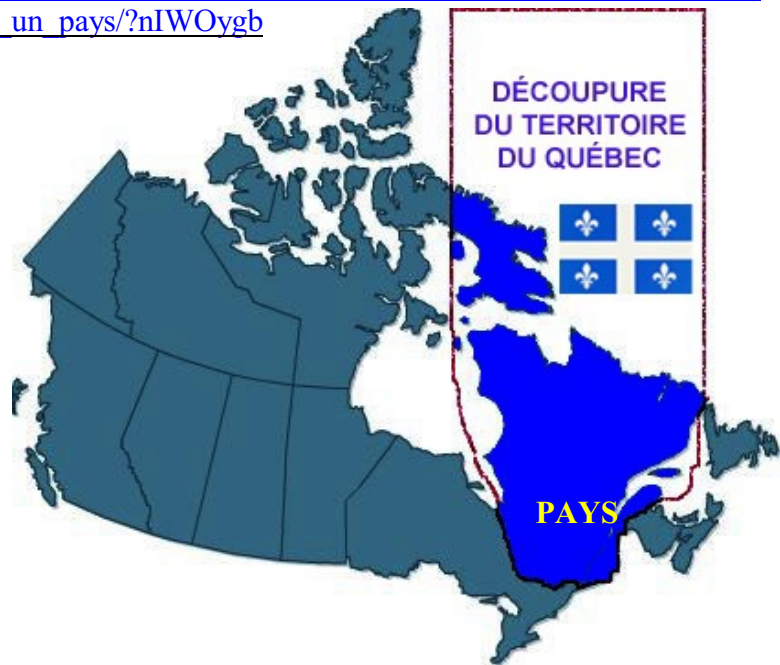 _un_pays/?nIWOygb
DÉCOUPURE
DU TERRITOIRE
DU QUÉBEC
PAYS